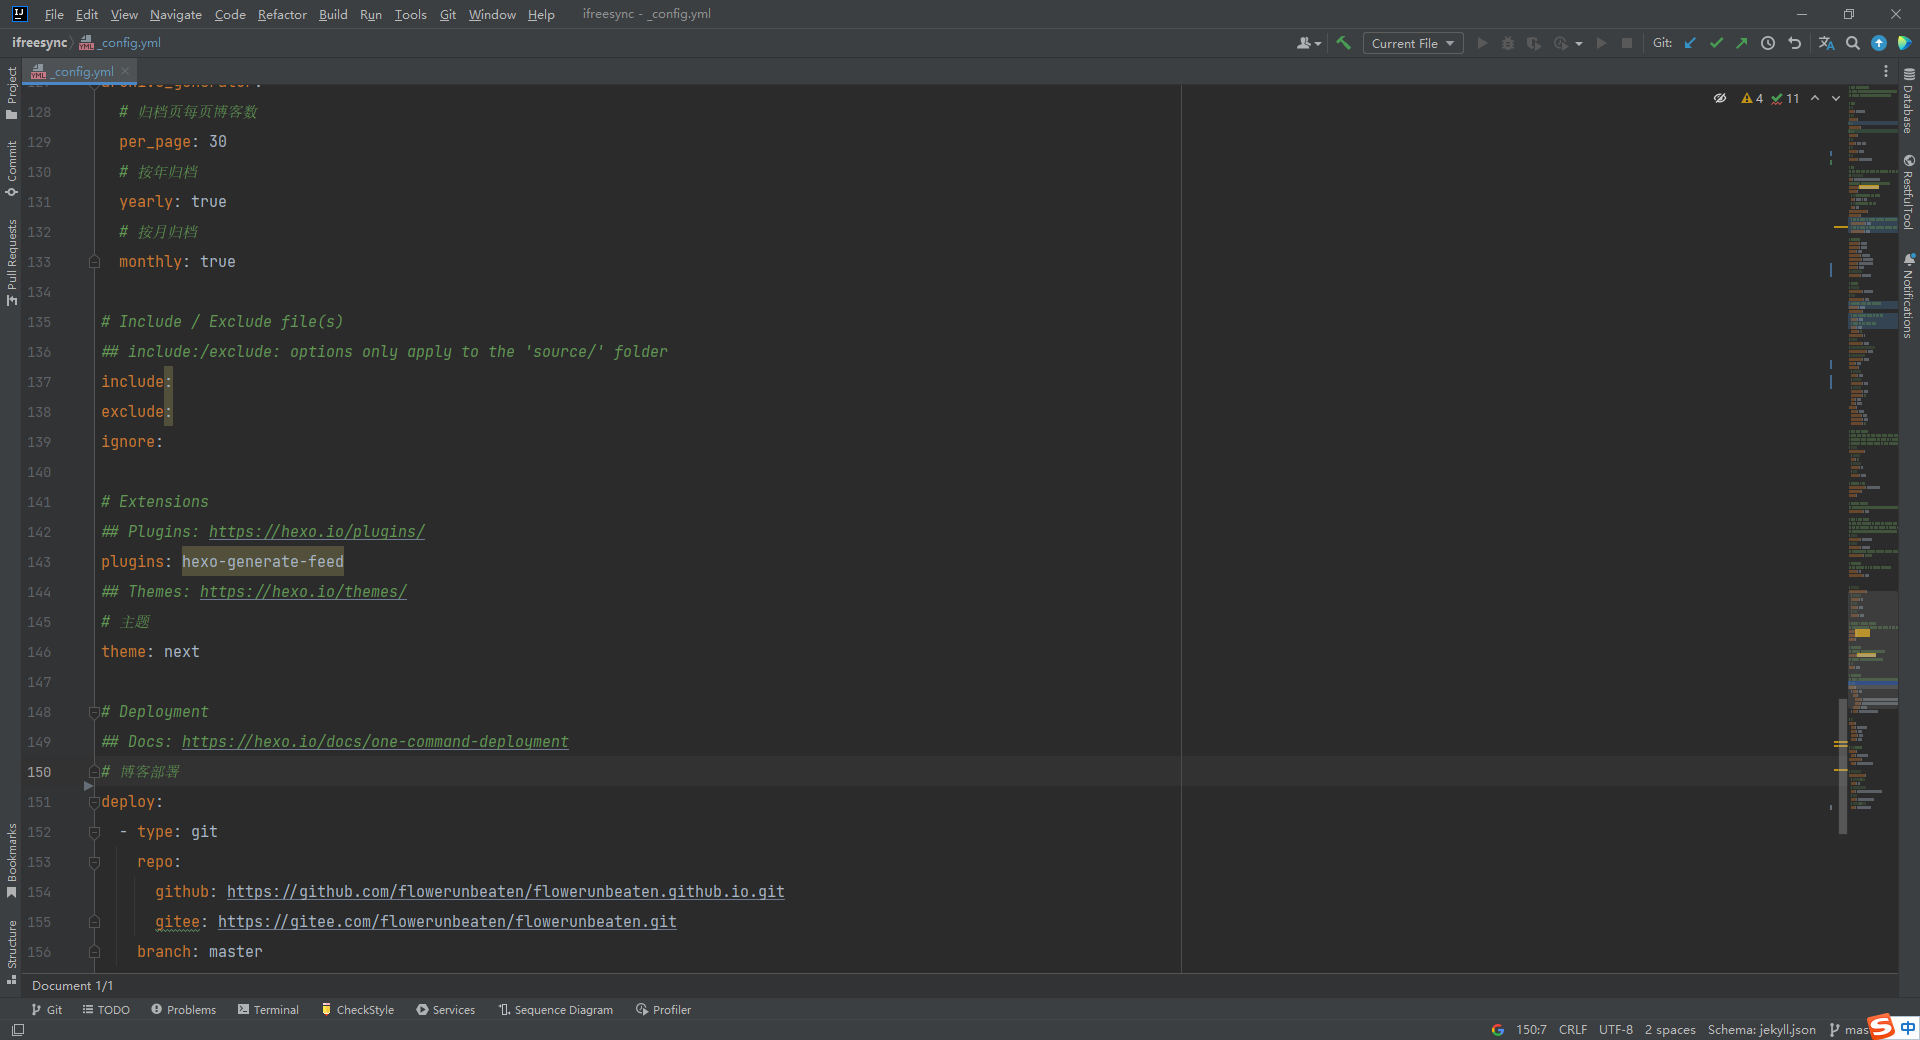 File Edit View Navigate Code Refactor Build Run Tools Git Window Help ifreesync - _config.yml
ifreesync _config.yml Current File Git:
_config.yml
Project
Commit
Pull Requests
Bookmarks
Structure
128 # 归档页每页博客数
129 per_page: 30
130 # 按年归档
131 yearly: true
132 # 按月归档
133 monthly: true
134
135 # Include / Exclude file(s)
136 ## include:/exclude: options only apply to the 'source/' folder
137 include:
138 exclude:
139 ignore:
140
141 # Extensions
142 ## Plugins: https://hexo.io/plugins/
143 plugins: hexo-generate-feed
144 ## Themes: https://hexo.io/themes/
145 # 主题
146 theme: next
147
148 # Deployment
149 ## Docs: https://hexo.io/docs/one-command-deployment
150 # 博客部署
151 deploy:
152 - type: git
153 repo:
154 github: https://github.com/flowerunbeaten/flowerunbeaten.github.io.git
155 gitee: https://gitee.com/flowerunbeaten/flowerunbeaten.git
156 branch: master
4 11
Database
RestfulTool
Notifications
Document 1/1
Git TODO Problems Terminal CheckStyle Services Sequence Diagram Profiler
150:7 CRLF UTF-8 2 spaces Schema: jekyll.json mas 中